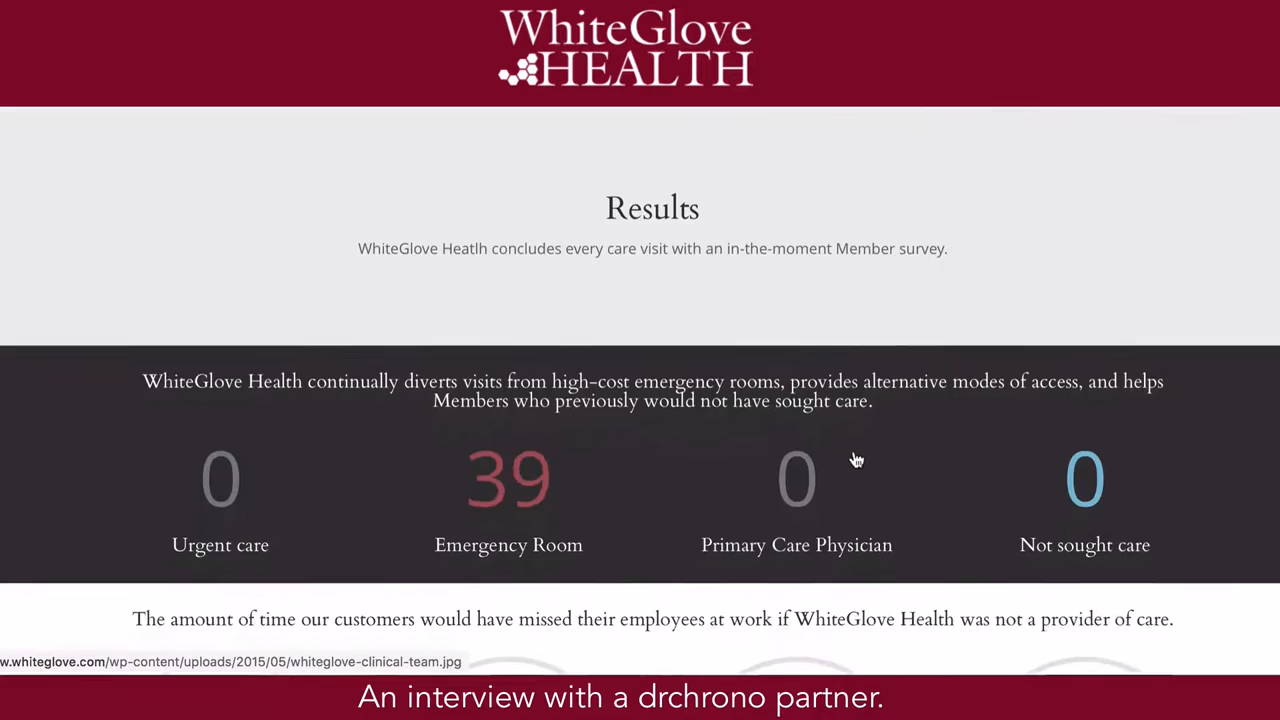 WhiteGlove
HEALTH
Results
WhiteGlove Heatlh concludes every care visit with an in-the-moment Member survey.
WhiteGlove Health continually diverts visits from high-cost emergency rooms, provides alternative modes of access, and helps
Members who previously would not have sought care.
0 39 0 0
Urgent care Emergency Room Primary Care Physician Not sought care
The amount of time our customers would have missed their employees at work if WhiteGlove Health was not a provider of care.
w.whiteglove.com/wp-content/uploads/2015/05/whiteglove-clinical-team.jpg
An interview with a drchrono partner.